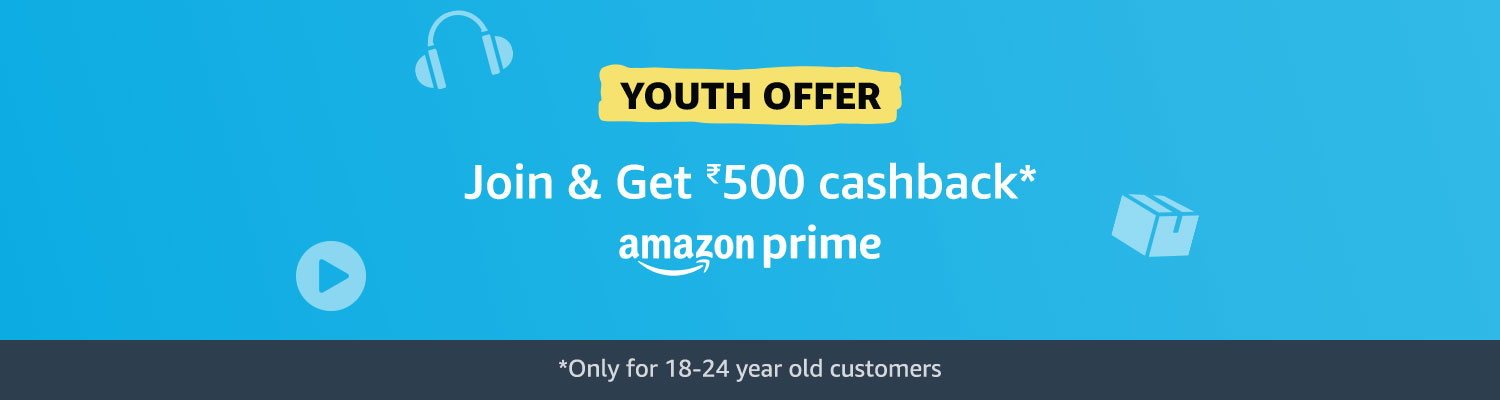 YOUTH OFFER
Join & Get ₹500 cashback*
amazon prime
*Only for 18-24 year old customers